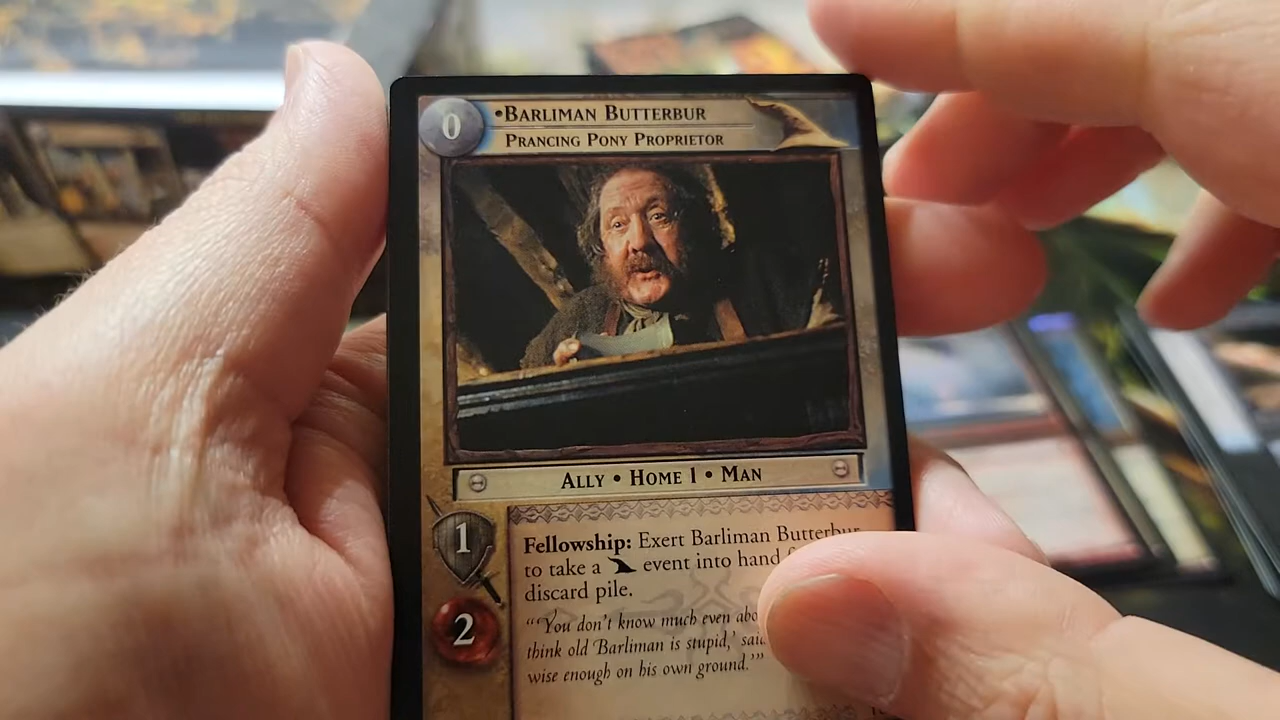 0
•Barliman Butterbur
Prancing Pony Proprietor
Ally • Home 1 • Man
1
Fellowship: Exert Barliman Butterbur
to take a event into hand
discard pile.
2
“‘You don't know much even
think old Barliman is stupid,’
wise enough on his own ground.’”